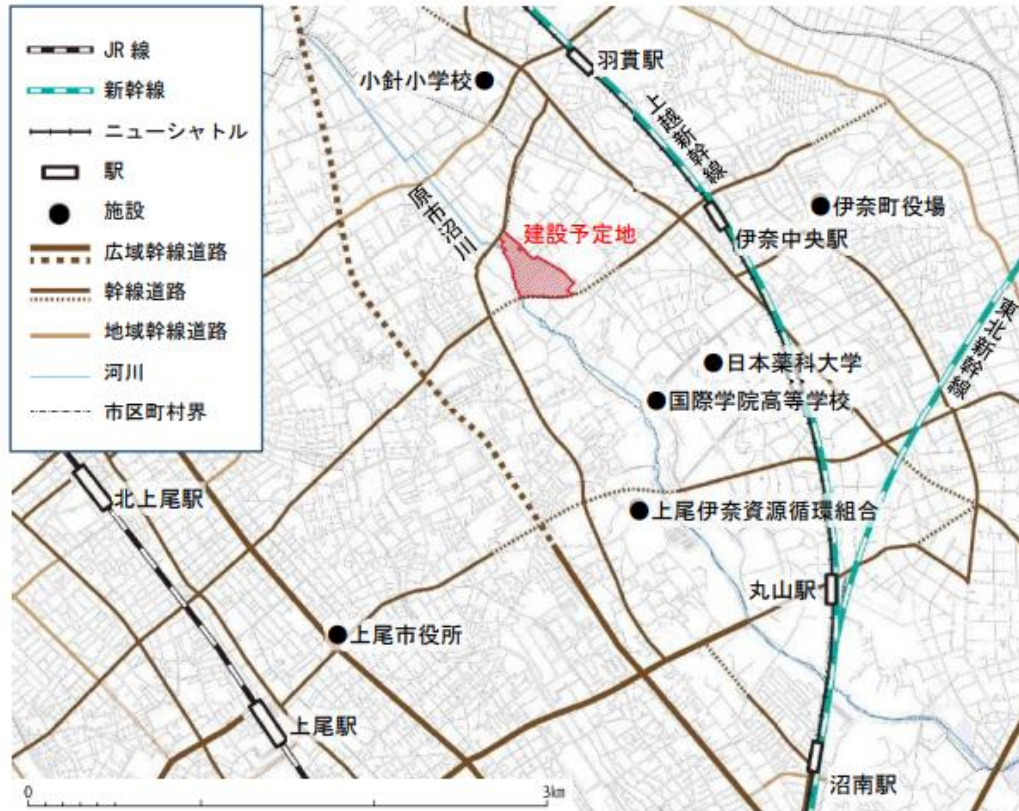 JR線
新幹線
ニューシャトル
駅
施設
広域幹線道路
幹線道路
地域幹線道路
河川
市区町村界
羽貫駅
小針小学校
上越新幹線
原市沼川
建設予定地
伊奈町役場
伊奈中央駅
東北新幹線
日本薬科大学
国際学院高等学校
北上尾駅
上尾伊奈資源循環組合
丸山駅
上尾市役所
上尾駅
沼南駅
0
3km